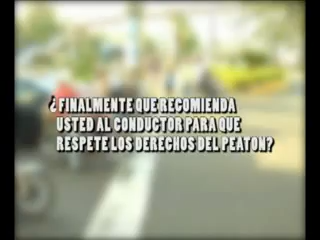 ¿ FINALMENTE QUE RECOMIENDA
USTED AL CONDUCTOR PARA QUE
RESPETE LOS DERECHOS DEL PEATON?